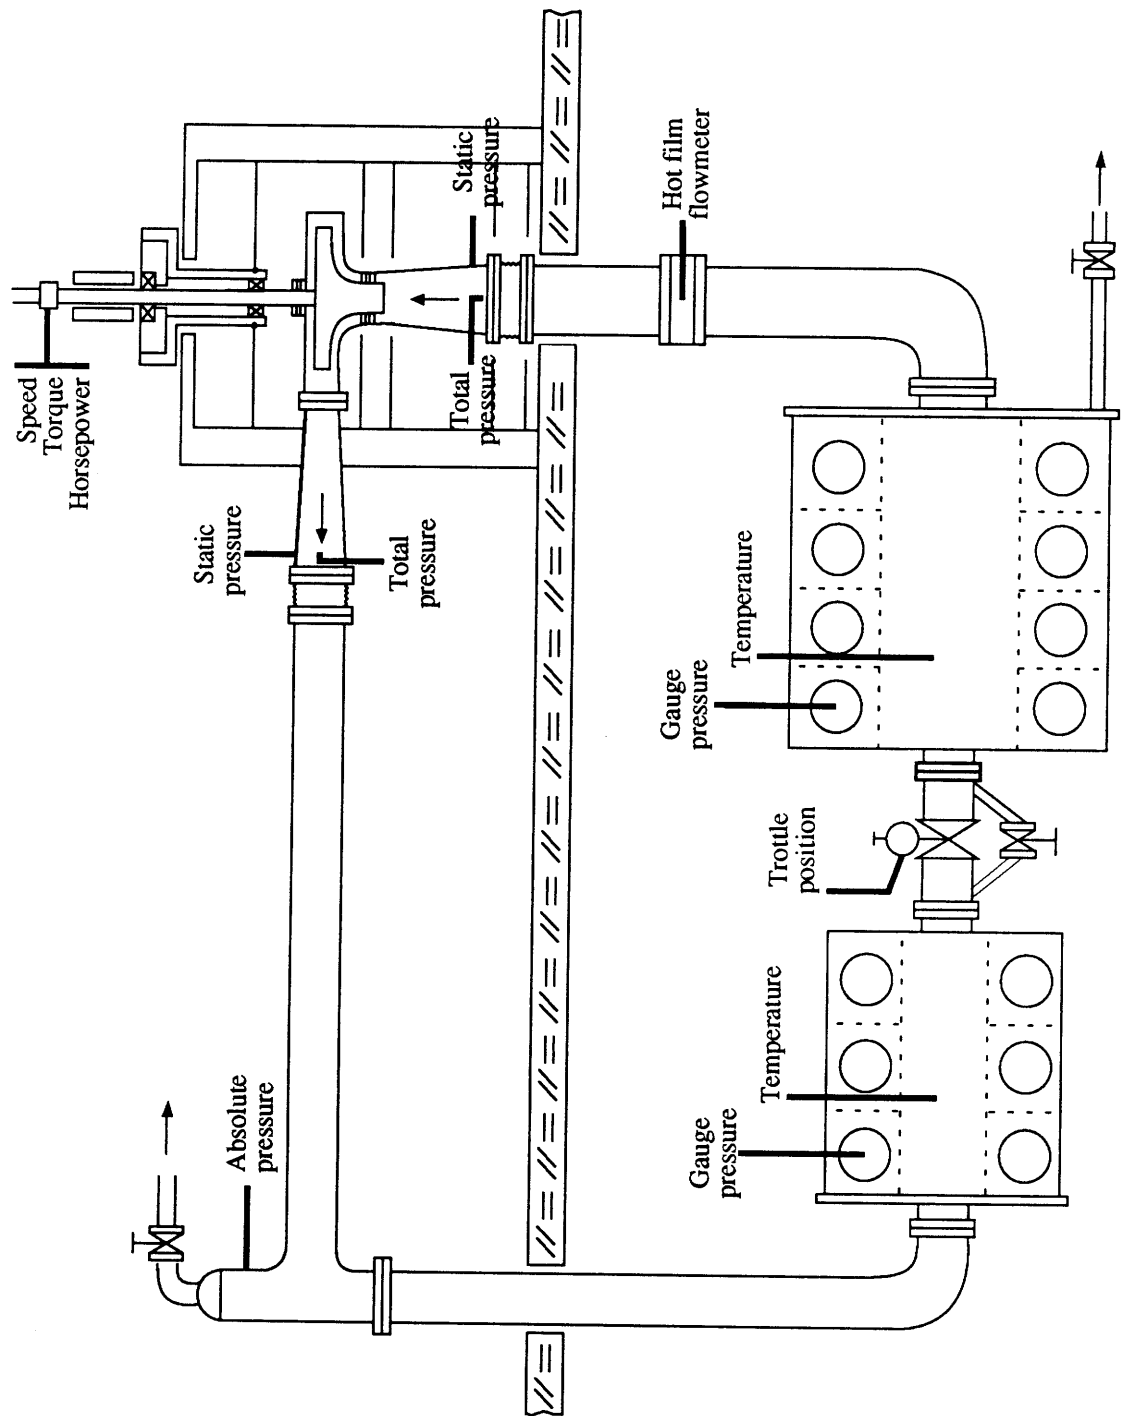 Speed
Torque
Horsepower
Static
pressure
Total
pressure
Hot film
flowmeter
Static
pressure
Total
pressure
Temperature
Gauge
pressure
Trottle
position
Absolute
pressure
Temperature
Gauge
pressure